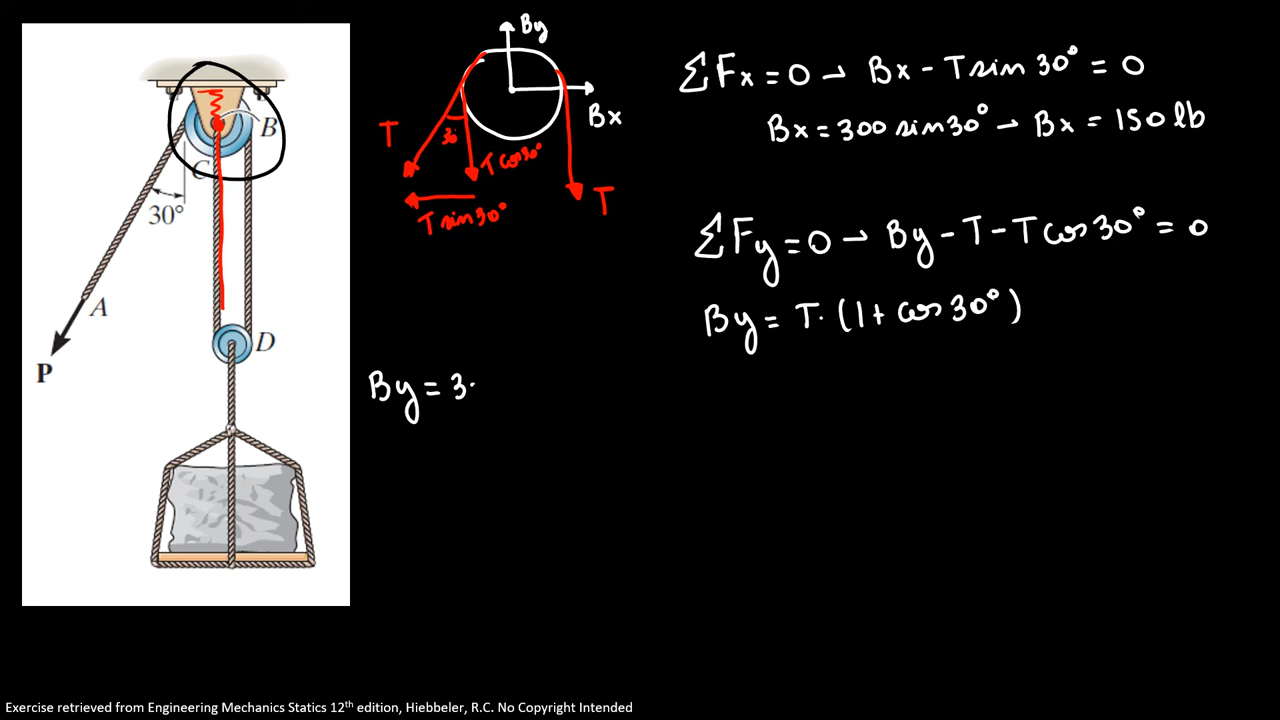 B
C
30°
A
P
D
By
Bx
T
30
T cos30°
T sin30°
T
ΣFx = 0 → Bx - T sin 30° = 0
Bx = 300 sin30° → Bx = 150 lb
ΣFy = 0 → By - T - T cos 30° = 0
By = T. (1 + cos 30°)
By = 3.
Exercise retrieved from Engineering Mechanics Statics 12th edition, Hiebbeler, R.C. No Copyright Intended